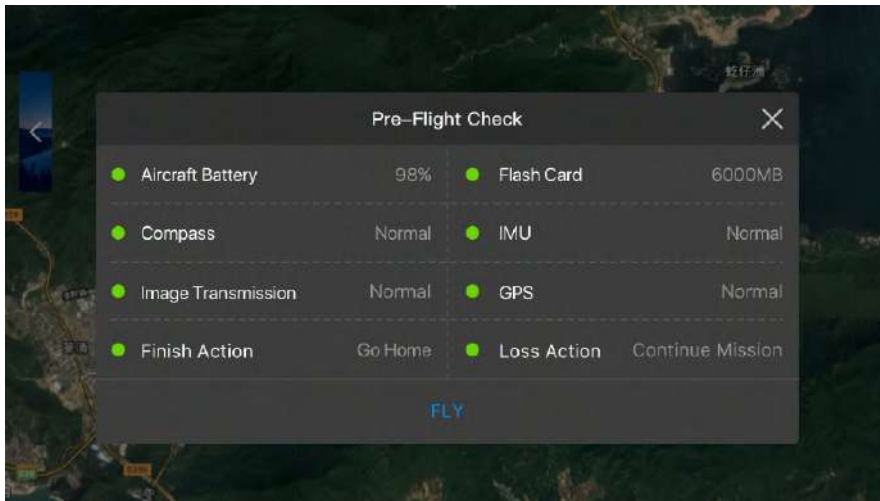 Pre-Flight Check
Aircraft Battery 98% Flash Card 6000MB
Compass Normal IMU Normal
Image Transmission Normal GPS Normal
Finish Action Go Home Loss Action Continue Mission
FLY